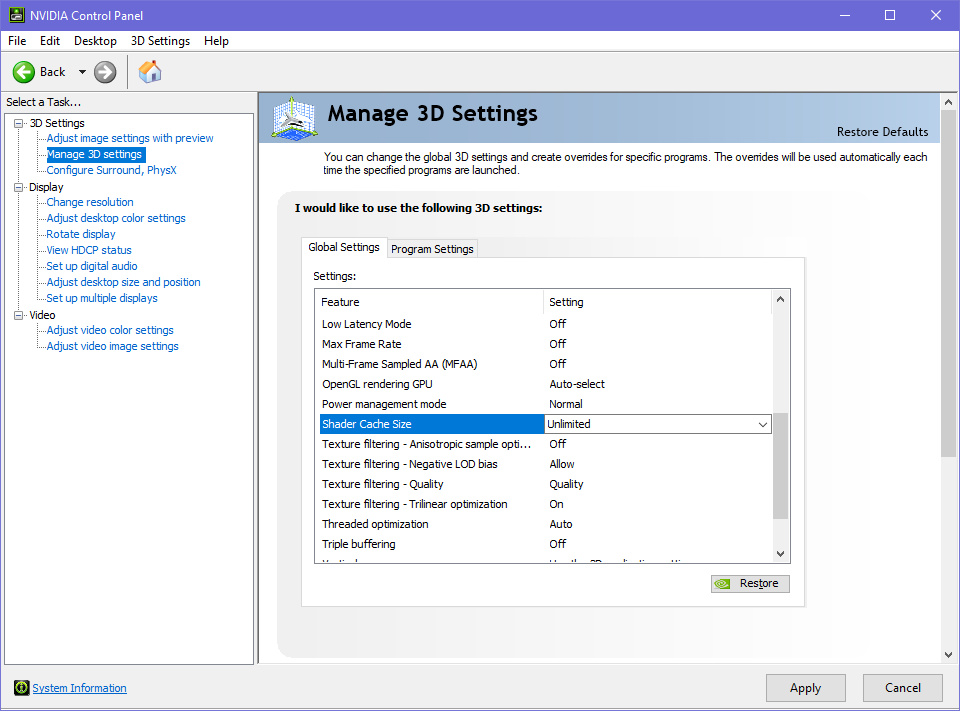 NVIDIA Control Panel
File Edit Desktop 3D Settings Help
Back
Select a Task...
3D Settings
Adjust image settings with preview
Manage 3D settings
Configure Surround, PhysX
Display
Change resolution
Adjust desktop color settings
Rotate display
View HDCP status
Set up digital audio
Adjust desktop size and position
Set up multiple displays
Video
Adjust video color settings
Adjust video image settings
System Information
Manage 3D Settings
Restore Defaults
You can change the global 3D settings and create overrides for specific programs. The overrides will be used automatically each
time the specified programs are launched.
I would like to use the following 3D settings:
Global Settings Program Settings
Settings:
Feature Setting
Low Latency Mode Off
Max Frame Rate Off
Multi-Frame Sampled AA (MFAA) Off
OpenGL rendering GPU Auto-select
Power management mode Normal
Shader Cache Size Unlimited
Texture filtering - Anisotropic sample opti... Off
Texture filtering - Negative LOD bias Allow
Texture filtering - Quality Quality
Texture filtering - Trilinear optimization On
Threaded optimization Auto
Triple buffering Off
Restore
Apply Cancel